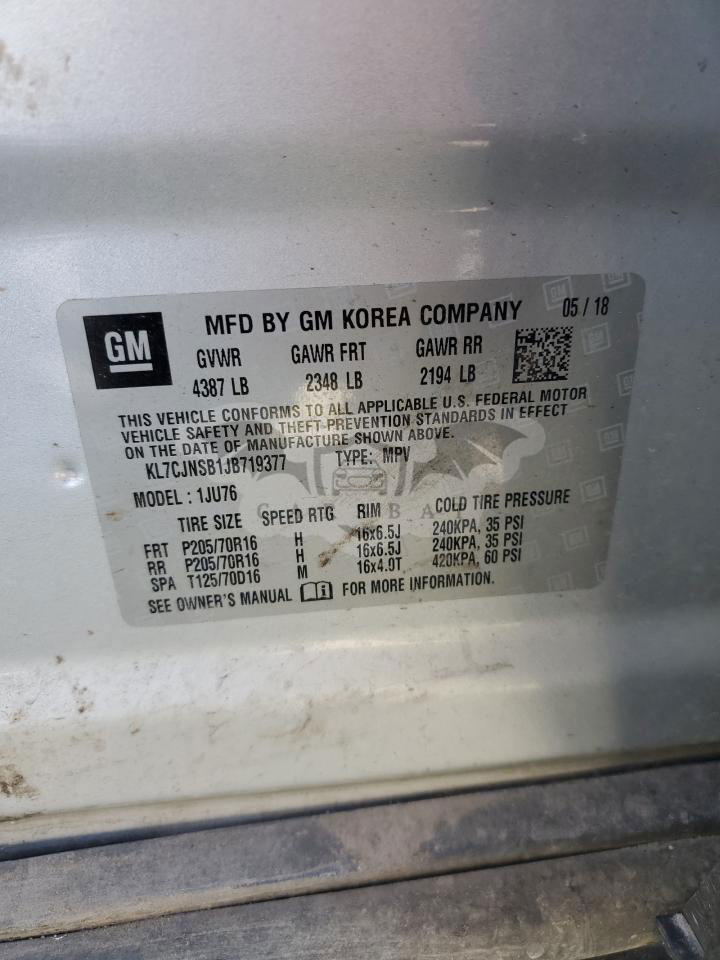 GM
MFD BY GM KOREA COMPANY 05 / 18
GVWR GAWR FRT GAWR RR
4387 LB 2348 LB 2194 LB
THIS VEHICLE CONFORMS TO ALL APPLICABLE U.S. FEDERAL MOTOR
VEHICLE SAFETY AND THEFT PREVENTION STANDARDS IN EFFECT
ON THE DATE OF MANUFACTURE SHOWN ABOVE.
KL7CJNSB1JB719377 TYPE: MPV
MODEL : 1JU76
TIRE SIZE SPEED RTG RIM COLD TIRE PRESSURE
FRT P205/70R16 H 16x6.5J 240KPA, 35 PSI
RR P205/70R16 H 16x6.5J 240KPA, 35 PSI
SPA T125/70D16 M 16x4.0T 420KPA, 60 PSI
SEE OWNER'S MANUAL FOR MORE INFORMATION.